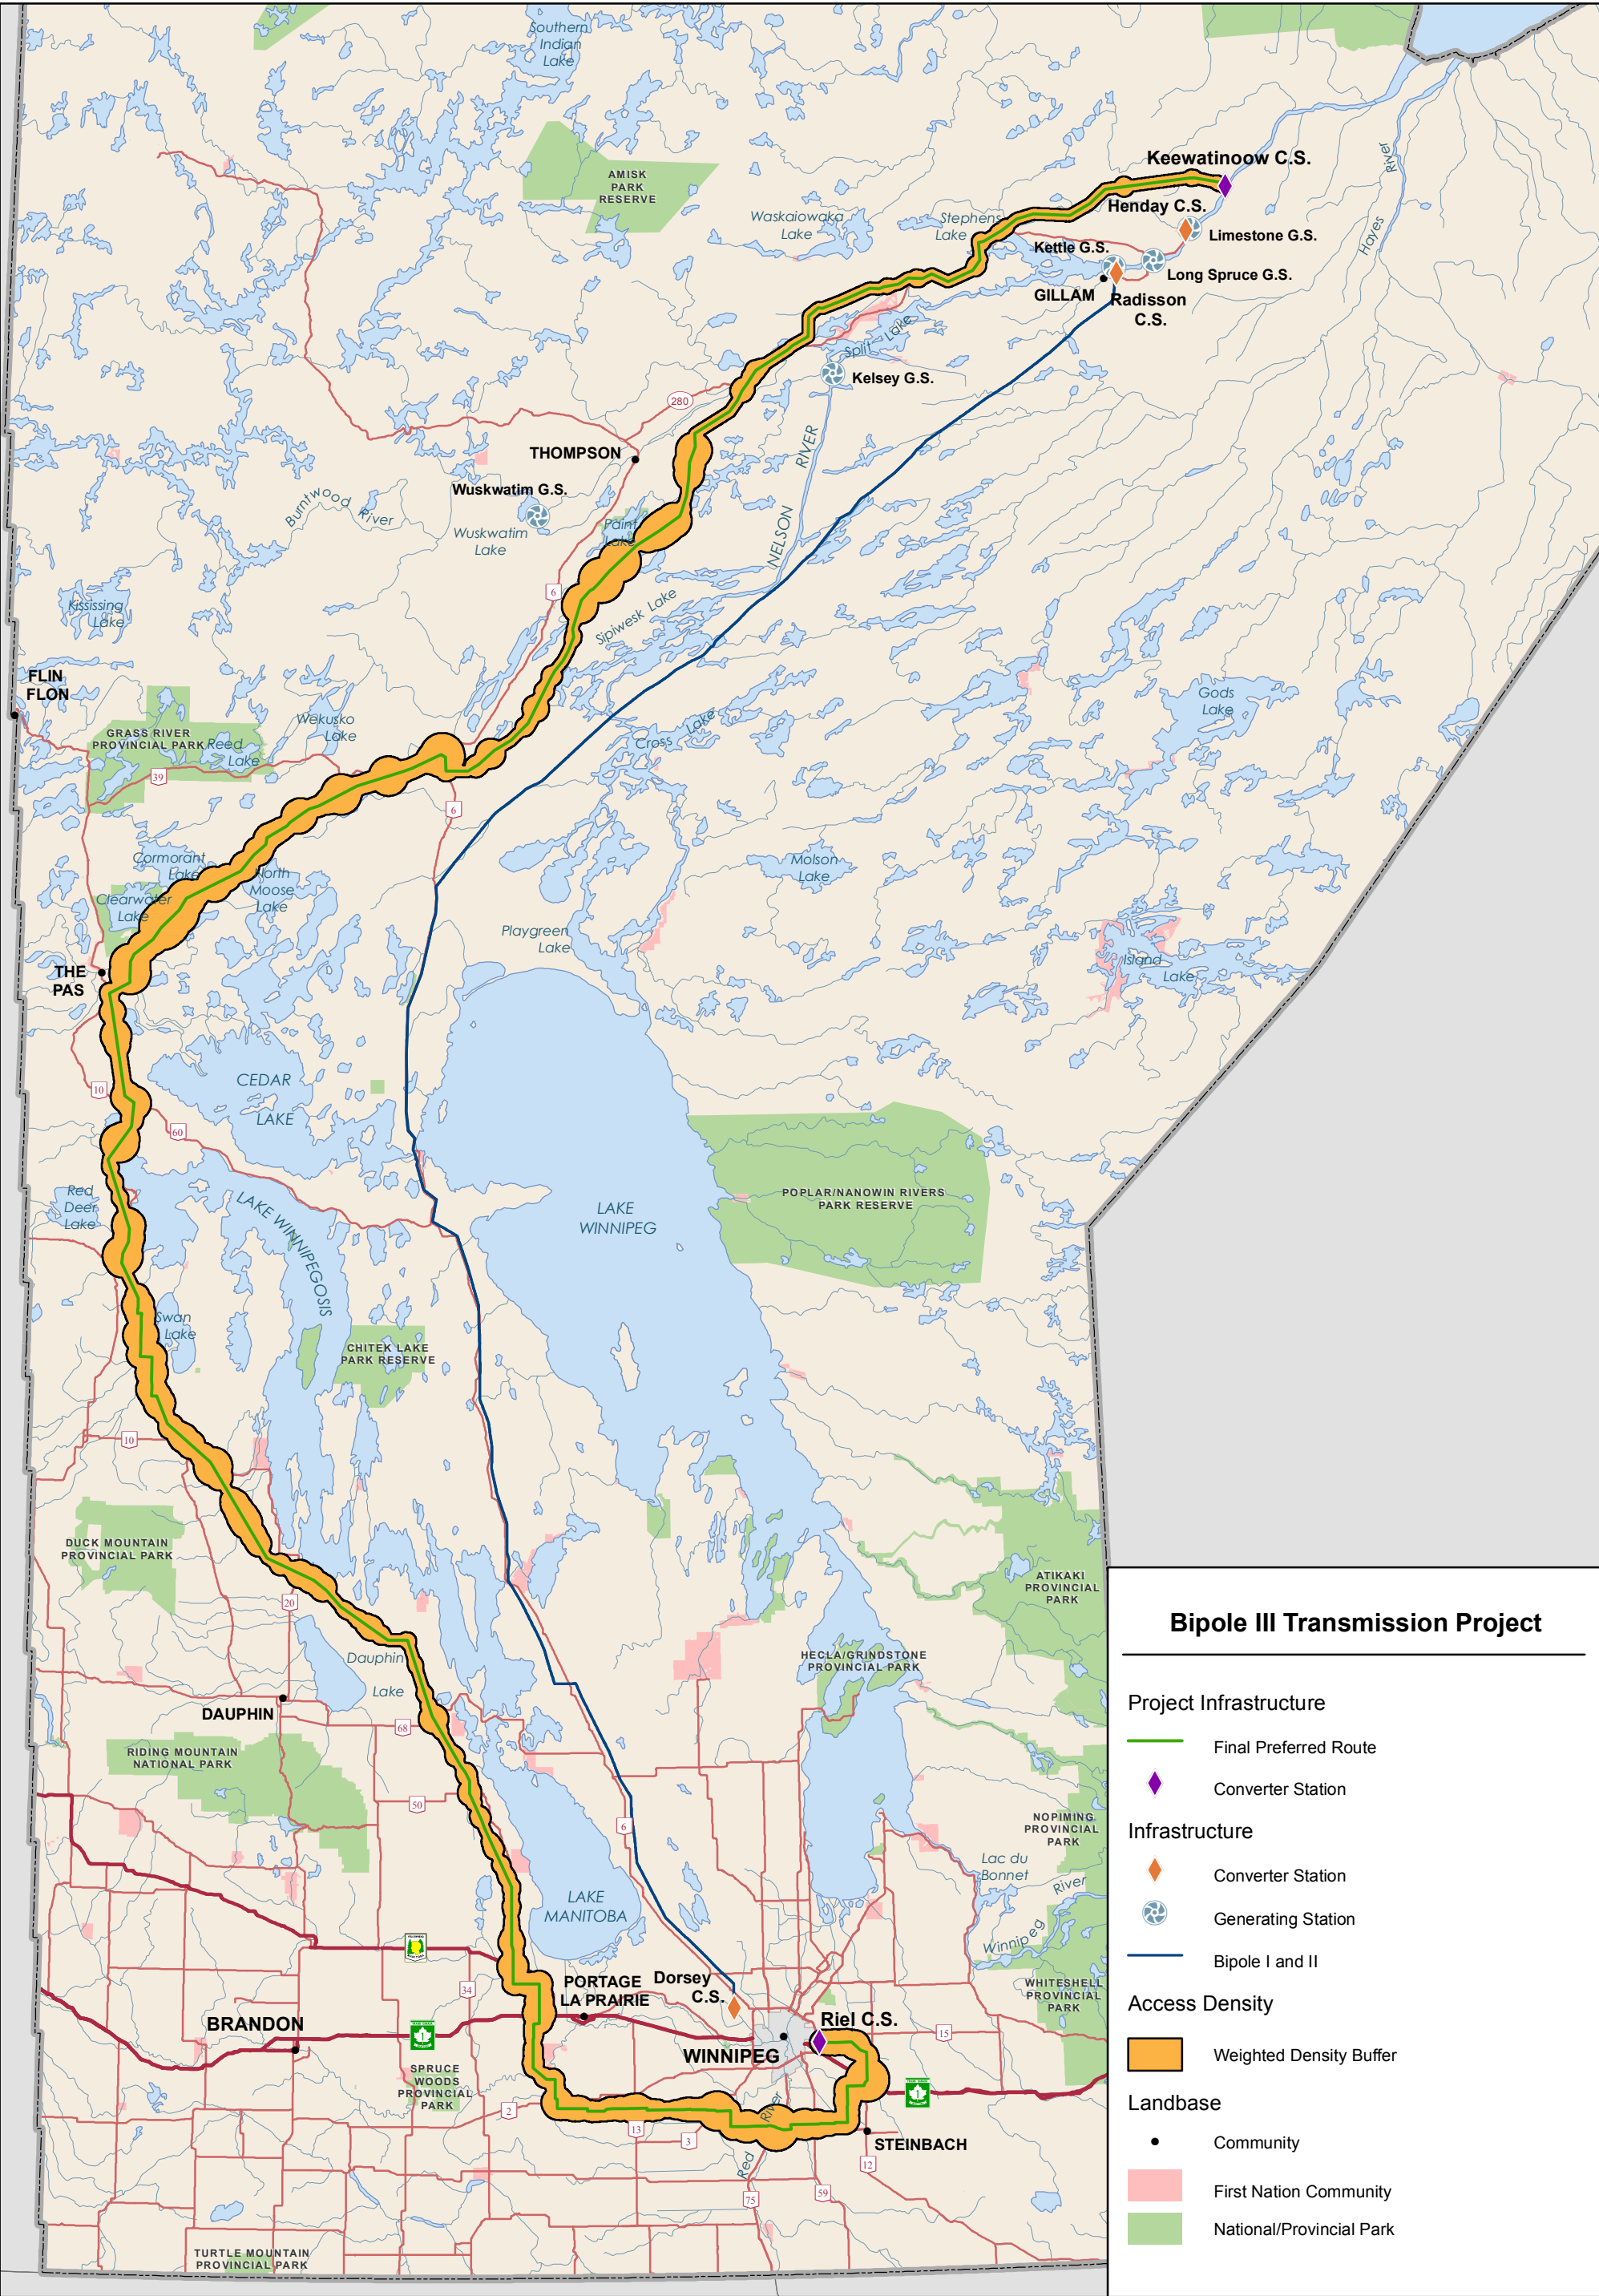 Southern
Indian
Lake
AMISK
PARK
RESERVE
Keewatinoow C.S.
River
Hayes
Henday C.S.
Waskaiowaka
Lake
Stephens
Lake
Limestone G.S.
Kettle G.S.
Long Spruce G.S.
GILLAM
Radisson
C.S.
Split Lake
Kelsey G.S.
280
THOMPSON
Wuskwatim G.S.
Burntwood River
Wuskwatim
Lake
Paint
Lake
NELSON RIVER
6
Sipiwesk Lake
Kississing
Lake
FLIN
FLON
Gods
Lake
GRASS RIVER
PROVINCIAL PARK
Reed
Lake
Wekusko
Lake
Cross Lake
39
6
Cormorant
Lake
North
Moose
Lake
Clearwater
Lake
Molson
Lake
Playgreen
Lake
Island
Lake
THE
PAS
CEDAR
LAKE
10
60
Red
Deer
Lake
LAKE WINNIPEGOSIS
LAKE
WINNIPEG
POPLAR/NANOWIN RIVERS
PARK RESERVE
Swan
Lake
CHITEK LAKE
PARK RESERVE
10
DUCK MOUNTAIN
PROVINCIAL PARK
ATIKAKI
PROVINCIAL
PARK
20
Dauphin
Lake
HECLA/GRINDSTONE
PROVINCIAL PARK
DAUPHIN
68
RIDING MOUNTAIN
NATIONAL PARK
50
6
NOPIMING
PROVINCIAL
PARK
Lac du
Bonnet
River
Winnipeg
LAKE
MANITOBA
PORTAGE
LA PRAIRIE
Dorsey
C.S.
34
WHITESHELL
PROVINCIAL
PARK
BRANDON
1
Riel C.S.
15
WINNIPEG
SPRUCE
WOODS
PROVINCIAL
PARK
1
2
13
3
River
Red
STEINBACH
12
75
59
TURTLE MOUNTAIN
PROVINCIAL PARK
Bipole III Transmission Project
Project Infrastructure
Final Preferred Route
Converter Station
Infrastructure
Converter Station
Generating Station
Bipole I and II
Access Density
Weighted Density Buffer
Landbase
Community
First Nation Community
National/Provincial Park